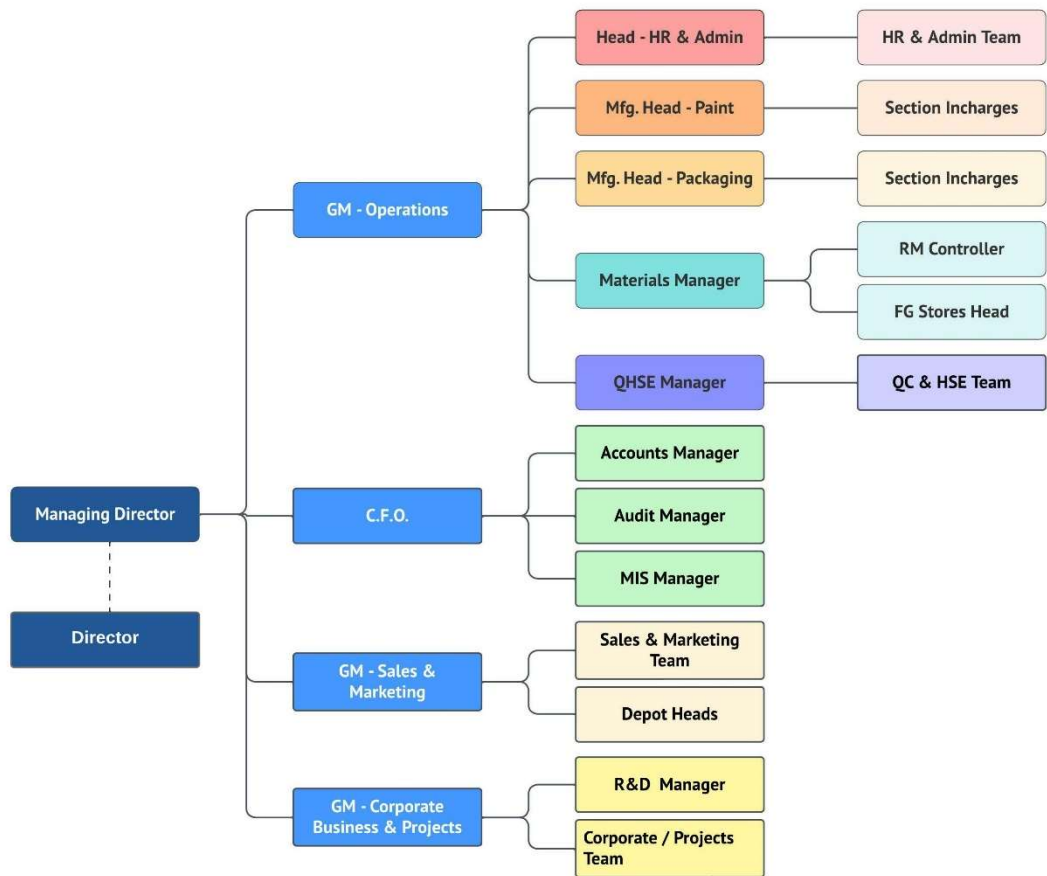 Head - HR & Admin
HR & Admin Team
Mfg. Head - Paint
Section Incharges
Mfg. Head - Packaging
Section Incharges
GM - Operations
RM Controller
Materials Manager
FG Stores Head
QHSE Manager
QC & HSE Team
Accounts Manager
Managing Director
C.F.O.
Audit Manager
MIS Manager
Director
Sales & Marketing
Team
GM - Sales &
Marketing
Depot Heads
R&D Manager
GM - Corporate
Business & Projects
Corporate / Projects
Team